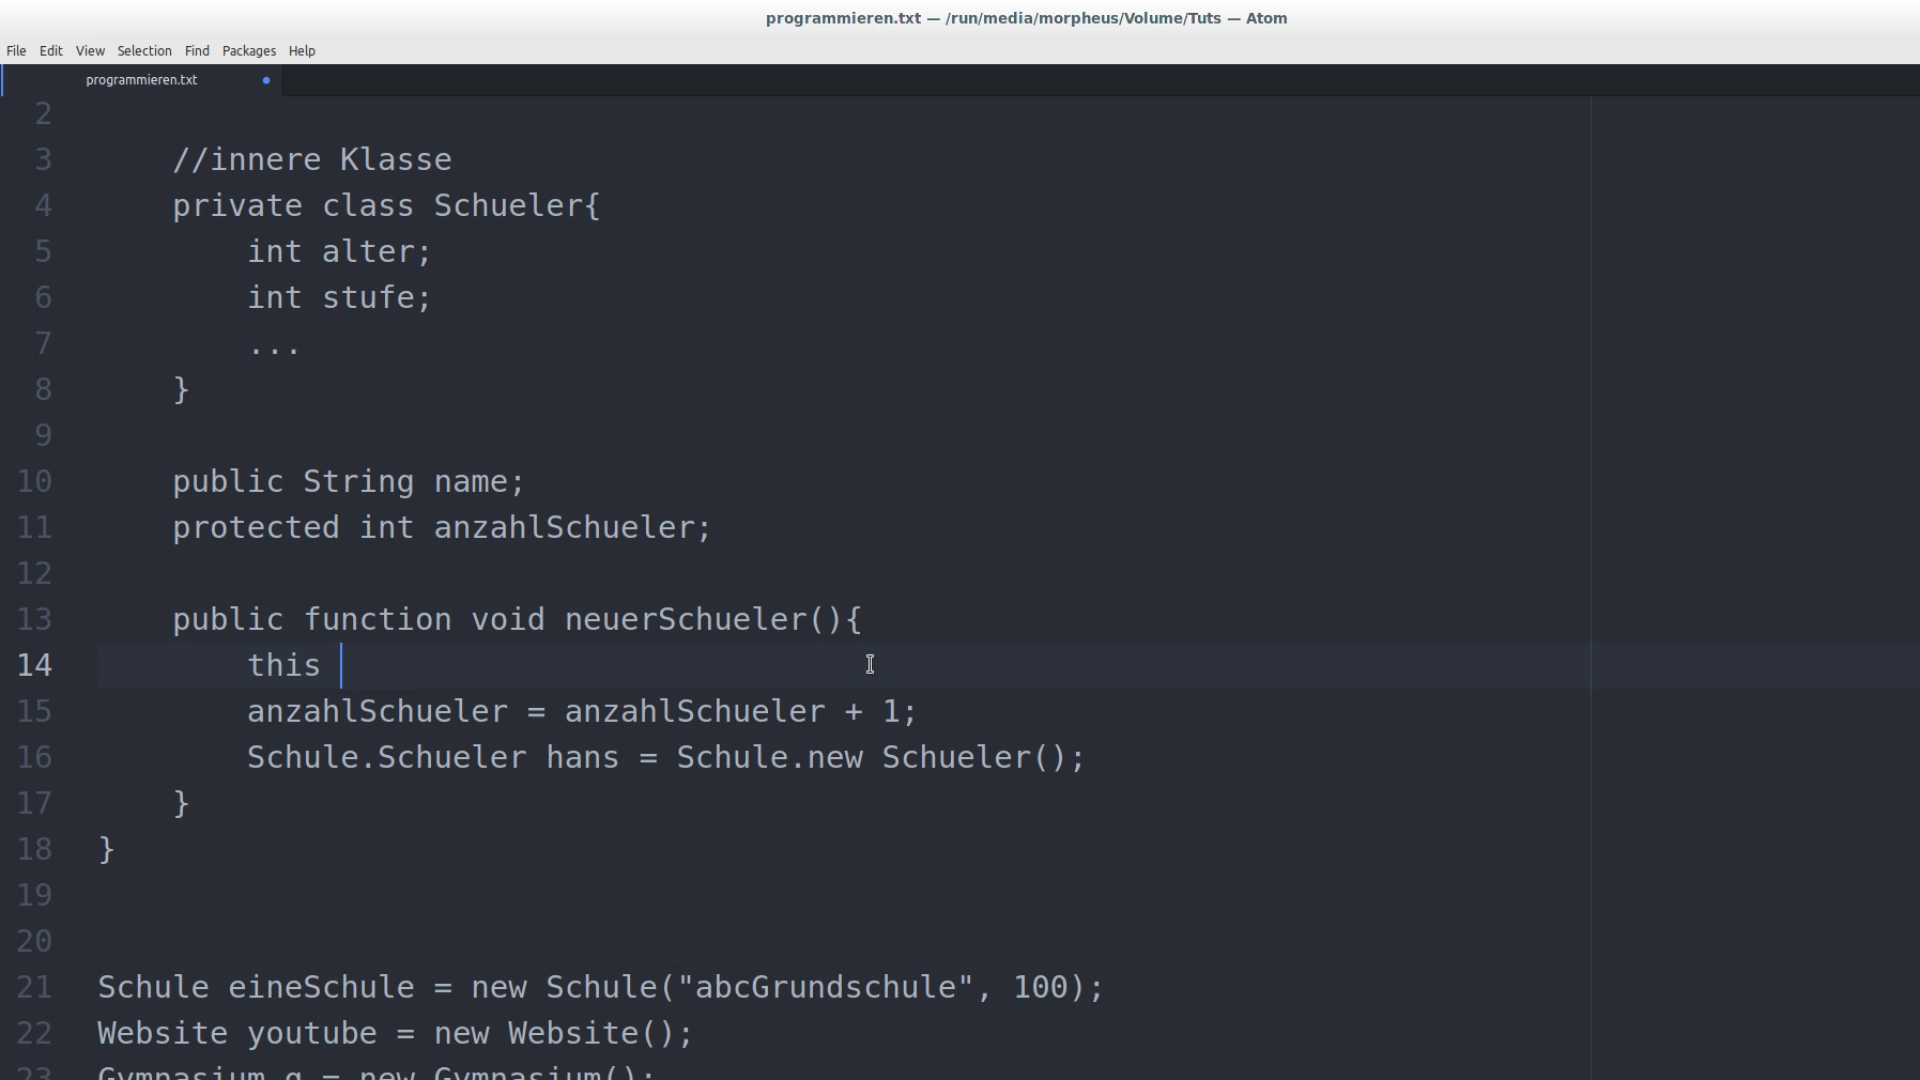 programmieren.txt — /run/media/morpheus/Volume/Tuts — Atom
File Edit View Selection Find Packages Help
programmieren.txt
2
3 //innere Klasse
4 private class Schueler{
5 int alter;
6 int stufe;
7 ...
8 }
9
10 public String name;
11 protected int anzahlSchueler;
12
13 public function void neuerSchueler(){
14 this
15 anzahlSchueler = anzahlSchueler + 1;
16 Schule.Schueler hans = Schule.new Schueler();
17 }
18 }
19
20
21 Schule eineSchule = new Schule("abcGrundschule", 100);
22 Website youtube = new Website();
23 Gymnasium g = new Gymnasium();